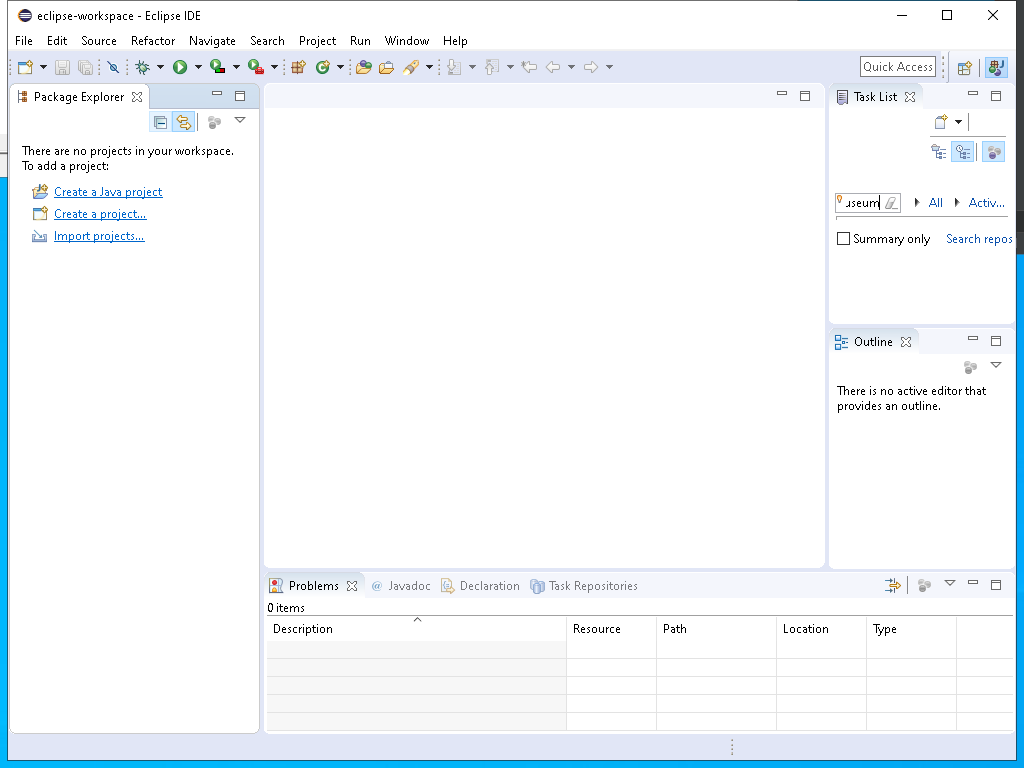 eclipse-workspace - Eclipse IDE
File Edit Source Refactor Navigate Search Project Run Window Help
Quick Access
Package Explorer
Task List
There are no projects in your workspace.
To add a project:
Create a Java project
Create a project...
Import projects...
All Activ...
Summary only Search repos
Outline
There is no active editor that
provides an outline.
Problems @ Javadoc Declaration Task Repositories
0 items
Description Resource Path Location Type